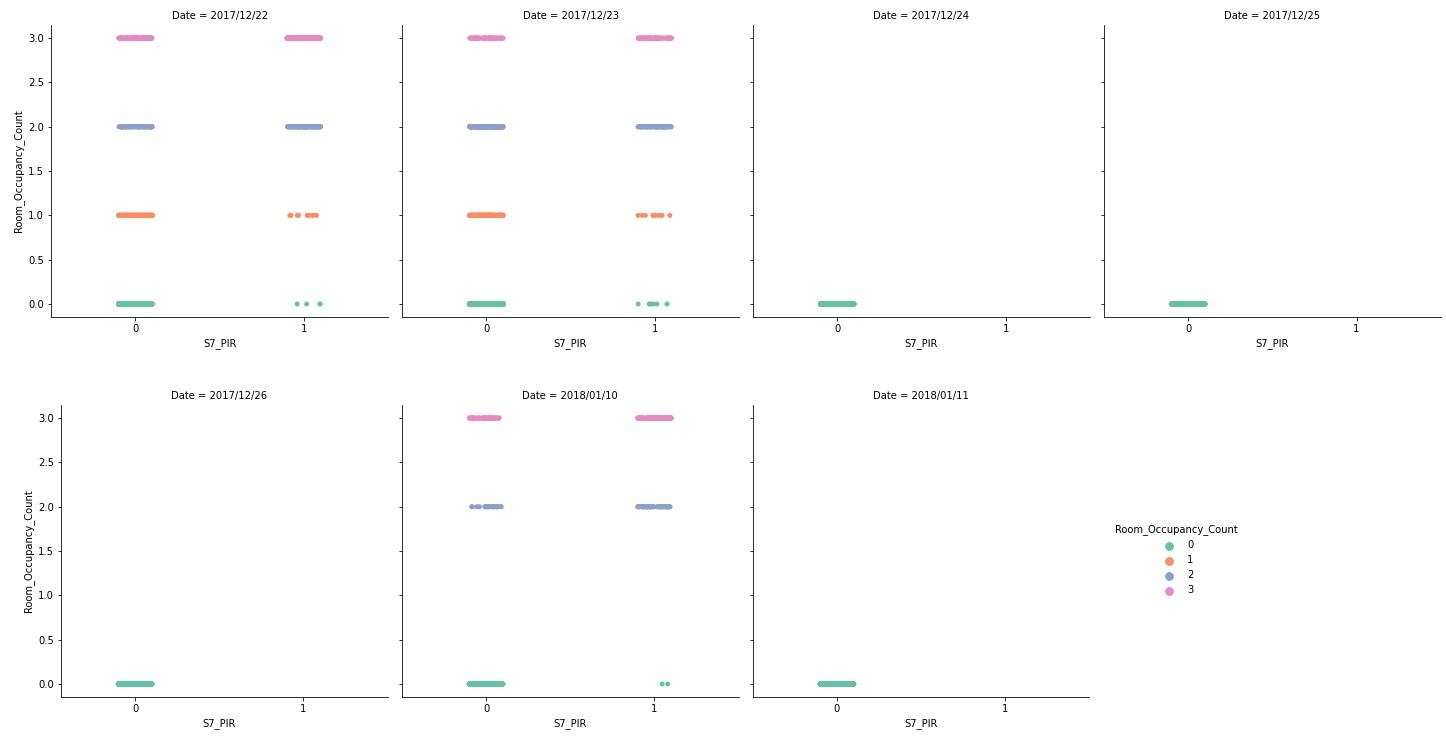 Date = 2017/12/22
Date = 2017/12/23
Date = 2017/12/24
Date = 2017/12/25
3.0
2.5
2.0
1.5
1.0
0.5
0.0
Room_Occupancy_Count
0 1
0 1
0 1
0 1
S7_PIR
S7_PIR
S7_PIR
S7_PIR
Date = 2017/12/26
Date = 2018/01/10
Date = 2018/01/11
3.0
2.5
2.0
1.5
1.0
0.5
0.0
Room_Occupancy_Count
0 1
0 1
0 1
S7_PIR
S7_PIR
S7_PIR
Room_Occupancy_Count
0
1
2
3